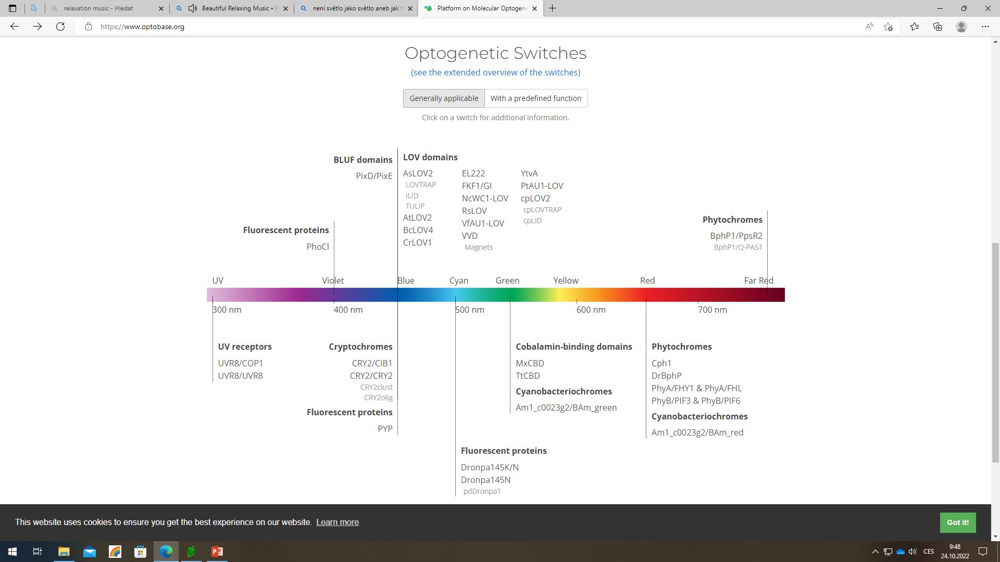 relaxation music - Hledat
Beautiful Relaxing Music •
není světlo jako světlo aneb jak
Platform on Molecular Optogene
https://www.optobase.org
Optogenetic Switches
(see the extended overview of the switches)
Generally applicable
With a predefined function
Click on a switch for additional information.
BLUF domains
PixD/PixE
LOV domains
AsLOV2
LOVTRAP
iLID
TULIP
AtLOV2
BcLOV4
CrLOV1
EL222
FKF1/GI
NcWC1-LOV
RsLOV
VfAU1-LOV
VVD
Magnets
YtvA
PtAU1-LOV
cpLOV2
cpLOVTRAP
cpLID
Fluorescent proteins
PhoCl
Phytochromes
BphP1/PpsR2
BphP1/Q-PAS1
UV Violet Blue Cyan Green Yellow Red Far Red
300 nm 400 nm 500 nm 600 nm 700 nm
UV receptors
UVR8/COP1
UVR8/UVR8
Cryptochromes
CRY2/CIB1
CRY2/CRY2
CRY2clust
CRY2olig
Fluorescent proteins
PYP
Fluorescent proteins
Dronpa145K/N
Dronpa145N
pdDronpa1
Cobalamin-binding domains
MxCBD
TtCBD
Cyanobacteriochromes
Am1_c0023g2/BAm_green
Phytochromes
Cph1
DrBphP
PhyA/FHY1 & PhyA/FHL
PhyB/PIF3 & PhyB/PIF6
Cyanobacteriochromes
Am1_c0023g2/BAm_red
This website uses cookies to ensure you get the best experience on our website. Learn more
Got it!
CES
9:48
24.10.2022